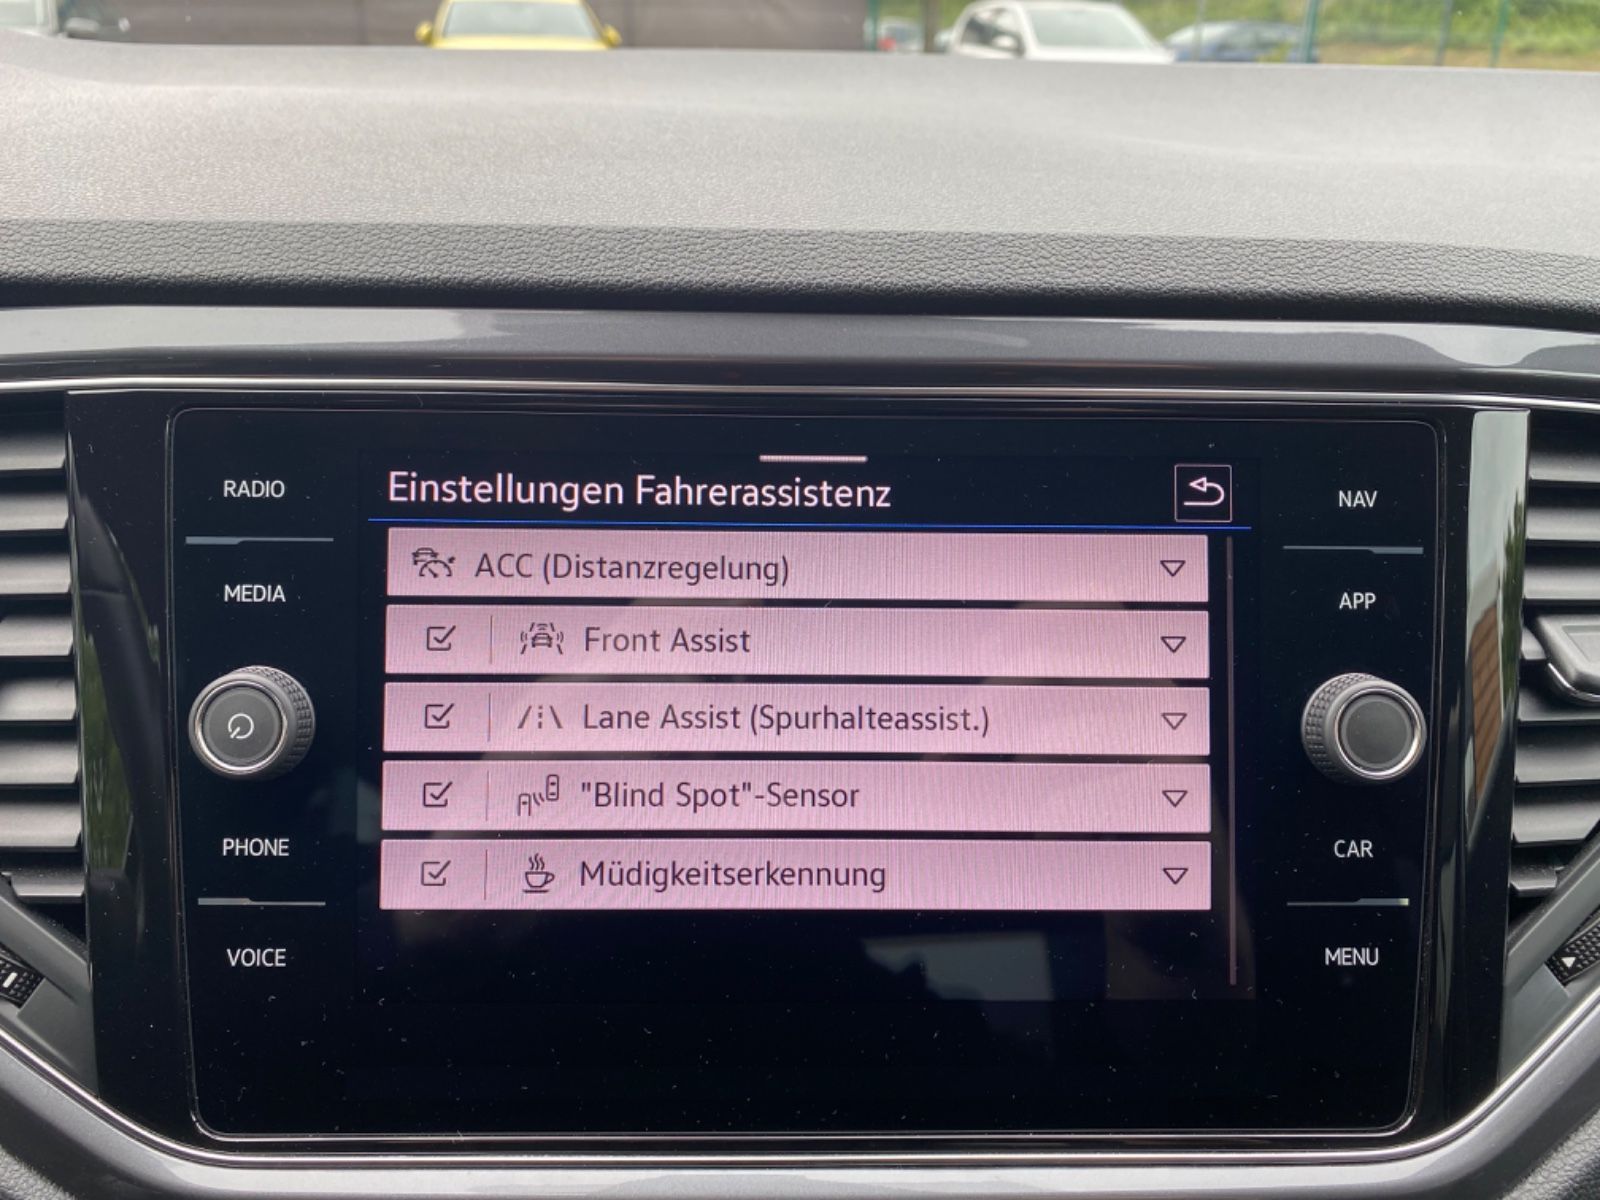 Einstellungen Fahrerassistenz
ACC (Distanzregelung)
Front Assist
Lane Assist (Spurhalteassist.)
"Blind Spot"-Sensor
Müdigkeitserkennung
RADIO
MEDIA
PHONE
VOICE
NAV
APP
CAR
MENU